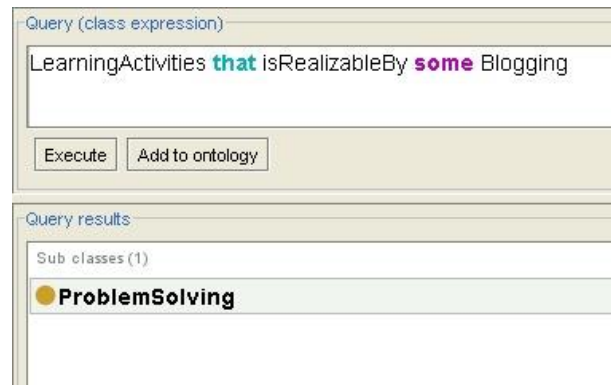 Query (class expression)
LearningActivities that isRealizableBy some Blogging
Execute Add to ontology
Query results
Sub classes (1)
ProblemSolving